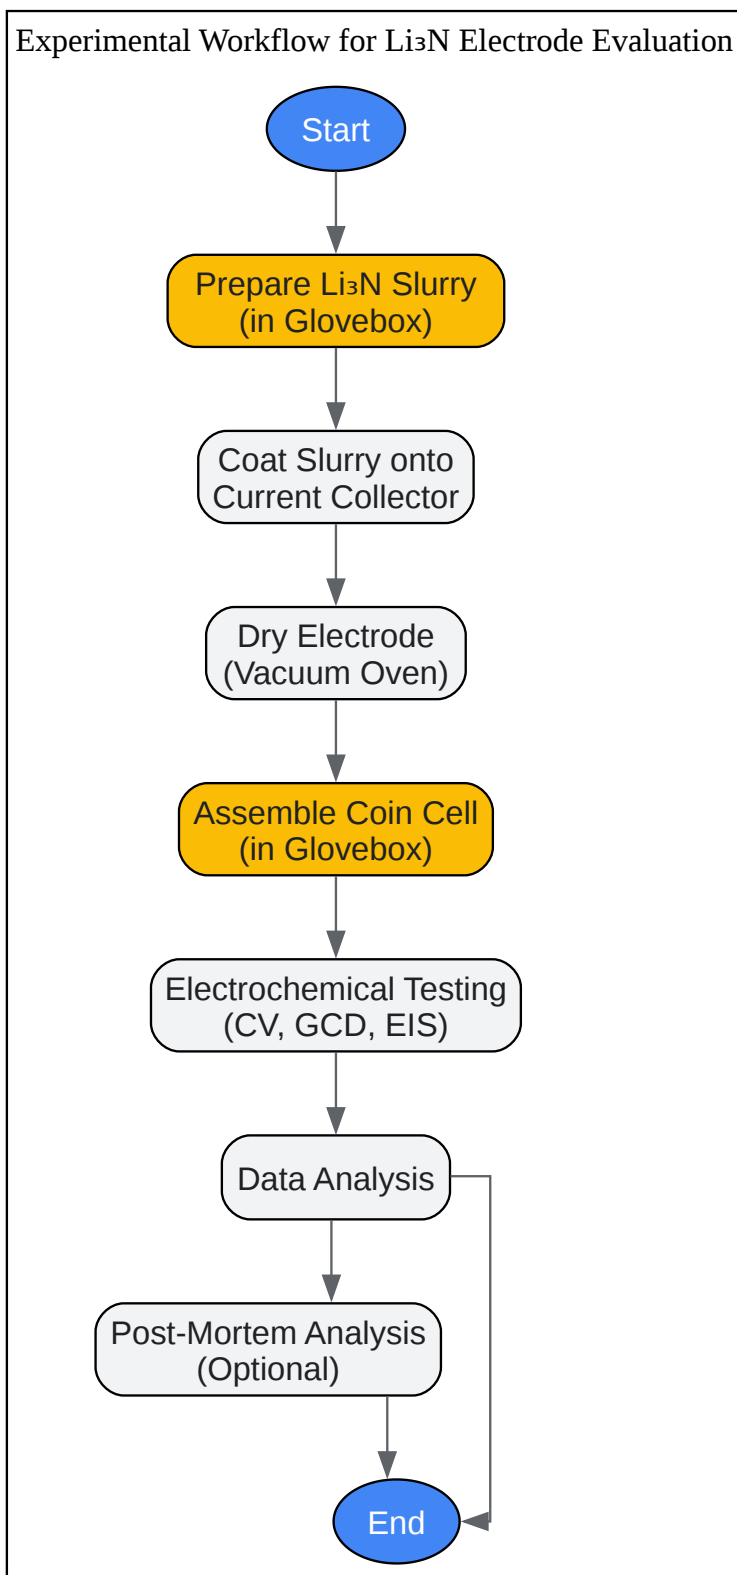 Experimental Workflow for Li₃N Electrode Evaluation
Start
Prepare Li₃N Slurry
(in Glovebox)
Coat Slurry onto
Current Collector
Dry Electrode
(Vacuum Oven)
Assemble Coin Cell
(in Glovebox)
Electrochemical Testing
(CV, GCD, EIS)
Data Analysis
Post-Mortem Analysis
(Optional)
End